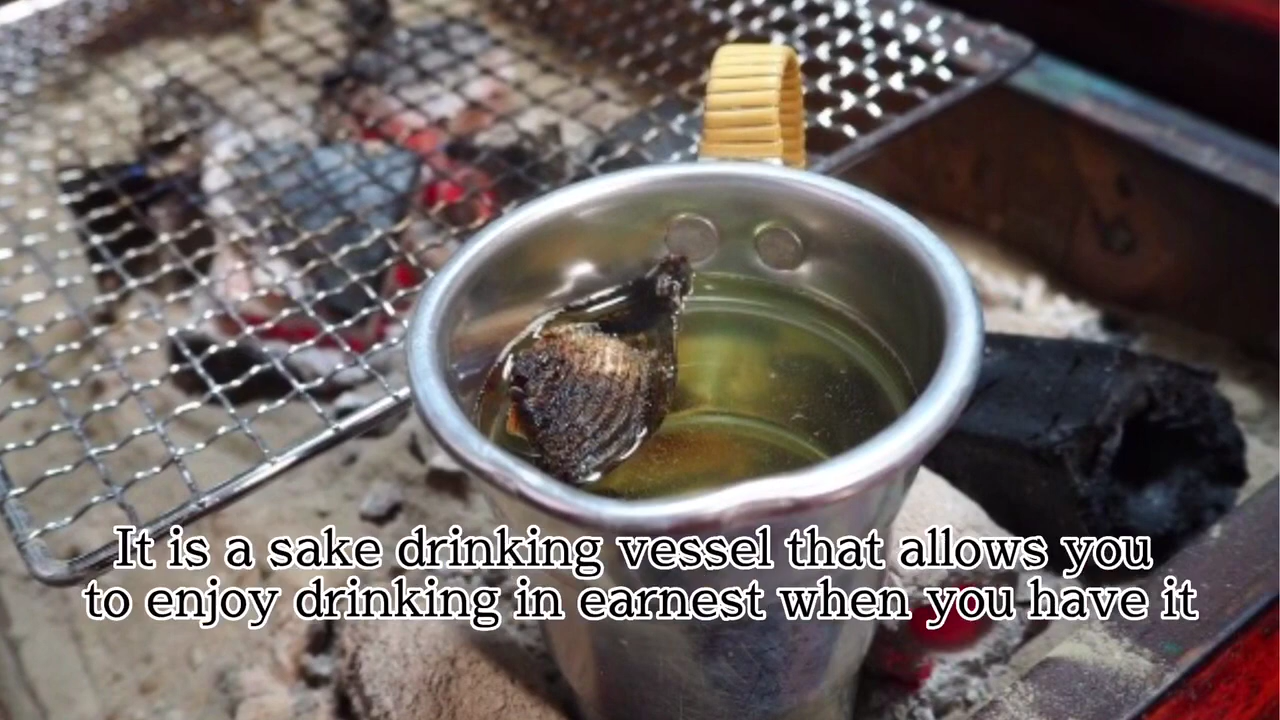 It is a sake drinking vessel that allows you
to enjoy drinking in earnest when you have it